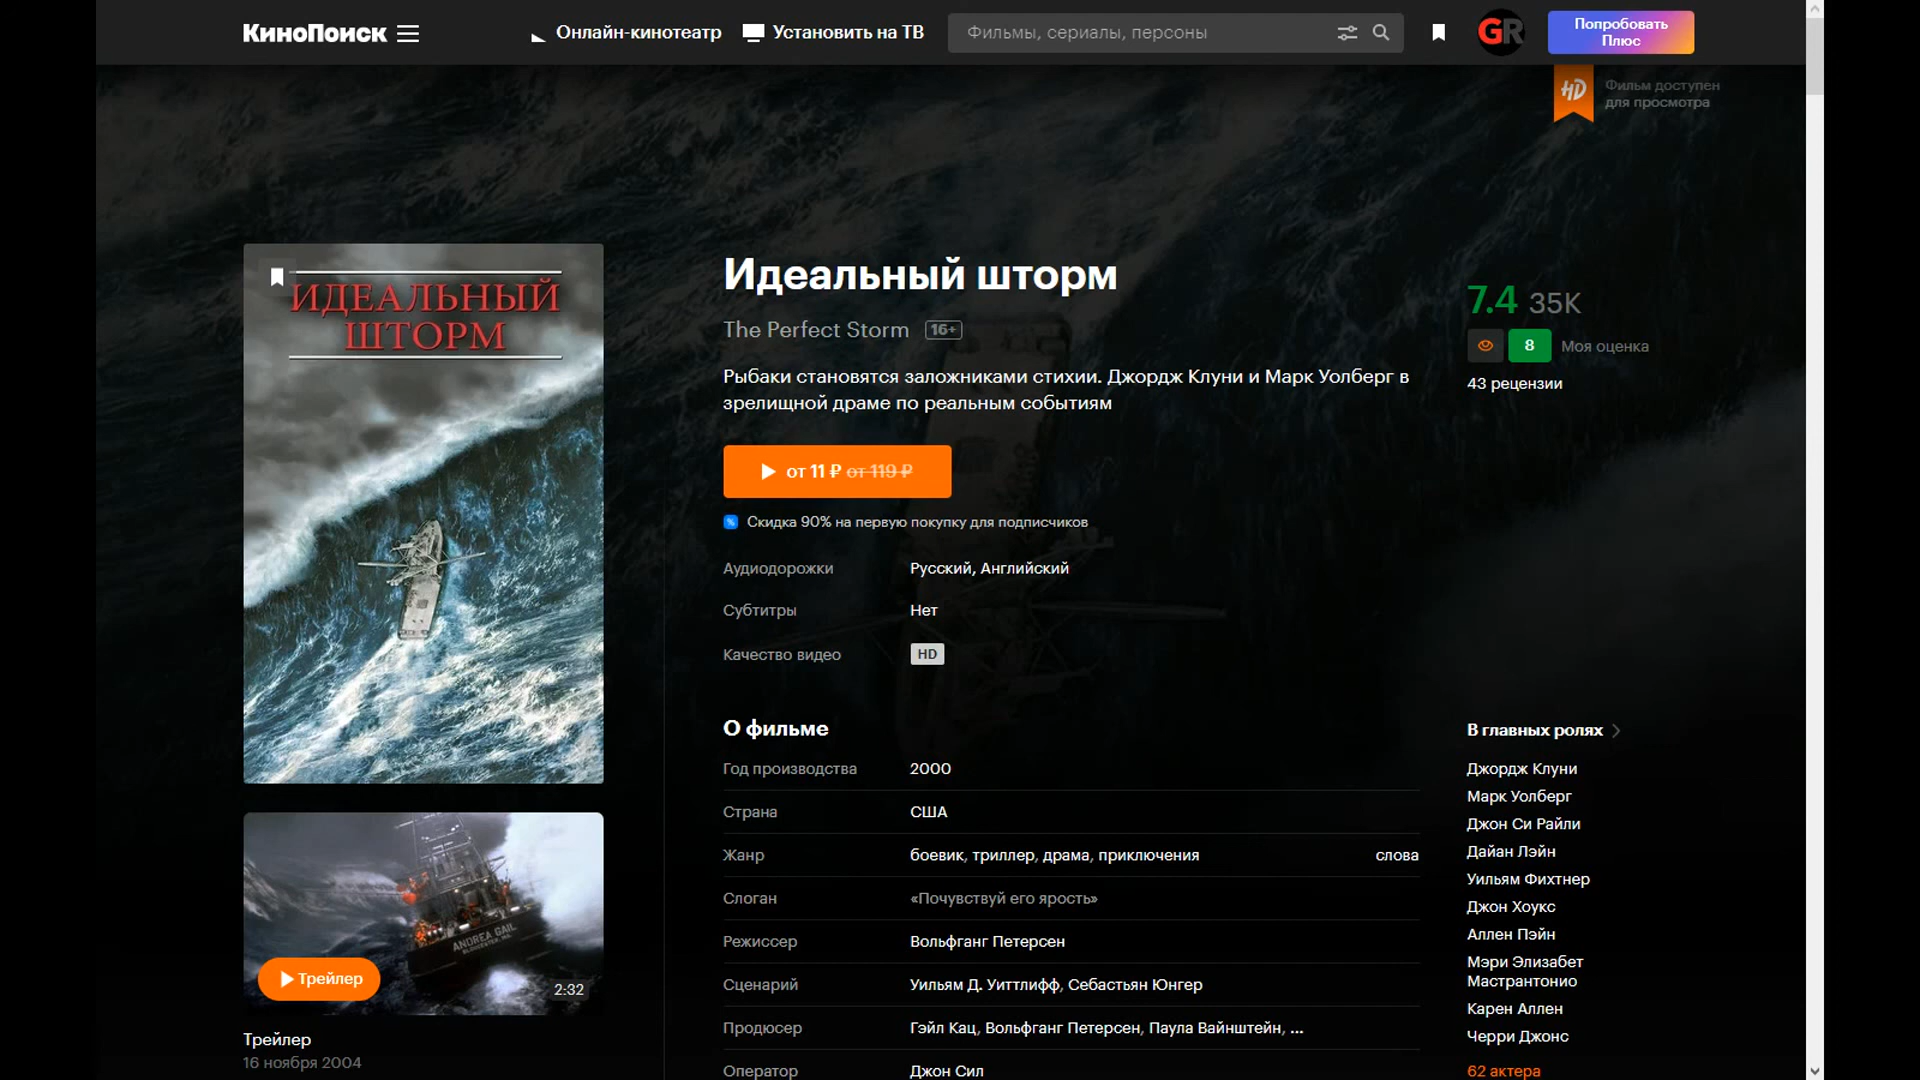 КиноПоиск
Онлайн-кинотеатр
Установить на ТВ
Фильмы, сериалы, персоны
GR
Попробовать
Плюс
HD
Фильм доступен
для просмотра
ИДЕАЛЬНЫЙ
ШТОРМ
Идеальный шторм
The Perfect Storm 16+
Рыбаки становятся заложниками стихии. Джордж Клуни и Марк Уолберг в
зрелищной драме по реальным событиям
от 11 ₽ от 119 ₽
Скидка 90% на первую покупку для подписчиков
Аудиодорожки Русский, Английский
Субтитры Нет
Качество видео HD
7.4 35K
8 Моя оценка
43 рецензии
О фильме
Год производства 2000
Страна США
Жанр боевик, триллер, драма, приключения слова
Слоган «Почувствуй его ярость»
Режиссер Вольфганг Петерсен
Сценарий Уильям Д. Уиттлифф, Себастьян Юнгер
Продюсер Гэйл Кац, Вольфганг Петерсен, Паула Вайнштейн, ...
Оператор Джон Сил
В главных ролях
Джордж Клуни
Марк Уолберг
Джон Си Райли
Дайан Лэйн
Уильям Фихтнер
Джон Хоукс
Аллен Пэйн
Мэри Элизабет
Мастрантонио
Карен Аллен
Черри Джонс
62 актера
ANDREA GAIL
GLOUCESTER, MA.
Трейлер
2:32
Трейлер
16 ноября 2004